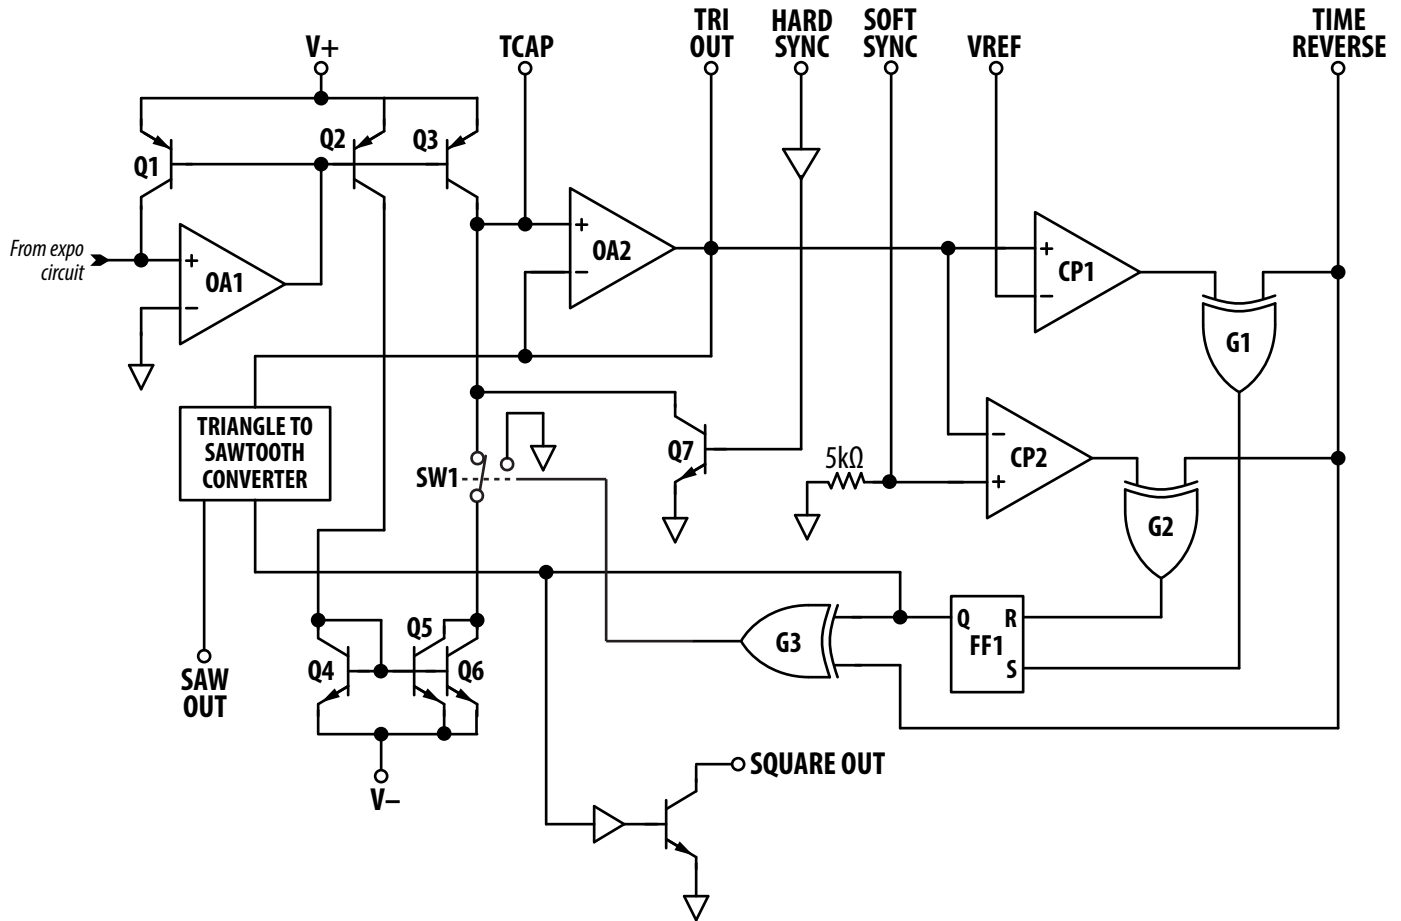 V+
TCAP
TRI
OUT
HARD
SYNC
SOFT
SYNC
VREF
TIME
REVERSE
Q1
Q2
Q3
From expo
circuit
+
−
OA1
+
−
OA2
+
−
CP1
G1
TRIANGLE TO
SAWTOOTH
CONVERTER
SW1
Q7
5kΩ
−
+
CP2
G2
Q4
Q5
Q6
SAW
OUT
V−
G3
Q
R
FF1
S
SQUARE OUT